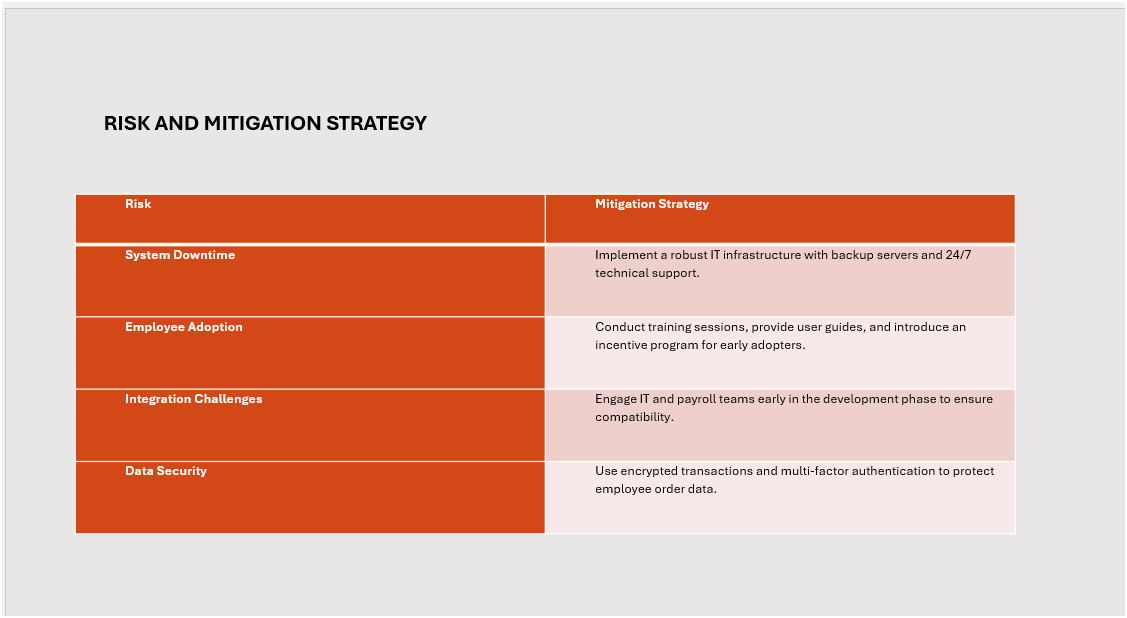 RISK AND MITIGATION STRATEGY
Risk
Mitigation Strategy
System Downtime
Implement a robust IT infrastructure with backup servers and 24/7
technical support.
Employee Adoption
Conduct training sessions, provide user guides, and introduce an
incentive program for early adopters.
Integration Challenges
Engage IT and payroll teams early in the development phase to ensure
compatibility.
Data Security
Use encrypted transactions and multi-factor authentication to protect
employee order data.